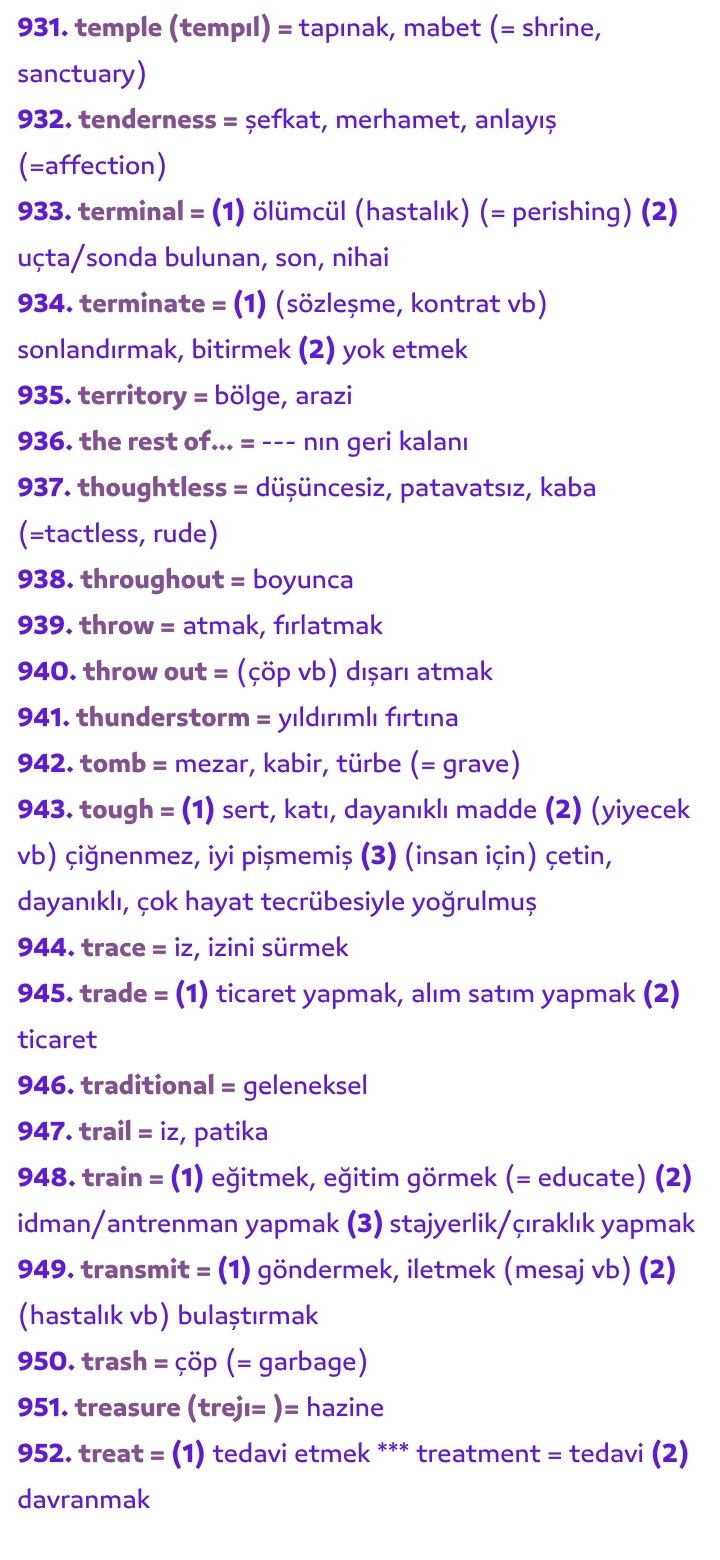 931. temple (tempıl) = tapınak, mabet (= shrine,
sanctuary)
932. tenderness = şefkat, merhamet, anlayış
(=affection)
933. terminal = (1) ölümcül (hastalık) (= perishing) (2)
uçta/sonda bulunan, son, nihai
934. terminate = (1) (sözleşme, kontrat vb)
sonlandırmak, bitirmek (2) yok etmek
935. territory = bölge, arazi
936. the rest of... = --- nın geri kalanı
937. thoughtless = düşüncesiz, patavatsız, kaba
(=tactless, rude)
938. throughout = boyunca
939. throw = atmak, fırlatmak
940. throw out = (çöp vb) dışarı atmak
941. thunderstorm = yıldırımlı fırtına
942. tomb = mezar, kabir, türbe (= grave)
943. tough = (1) sert, katı, dayanıklı madde (2) (yiyecek
vb) çiğnenmez, iyi pişmemiş (3) (insan için) çetin,
dayanıklı, çok hayat tecrübesiyle yoğrulmuş
944. trace = iz, izini sürmek
945. trade = (1) ticaret yapmak, alım satım yapmak (2)
ticaret
946. traditional = geleneksel
947. trail = iz, patika
948. train = (1) eğitmek, eğitim görmek (= educate) (2)
idman/antrenman yapmak (3) stajyerlik/çıraklık yapmak
949. transmit = (1) göndermek, iletmek (mesaj vb) (2)
(hastalık vb) bulaştırmak
950. trash = çöp (= garbage)
951. treasure (trejı= )= hazine
952. treat = (1) tedavi etmek *** treatment = tedavi (2)
davranmak